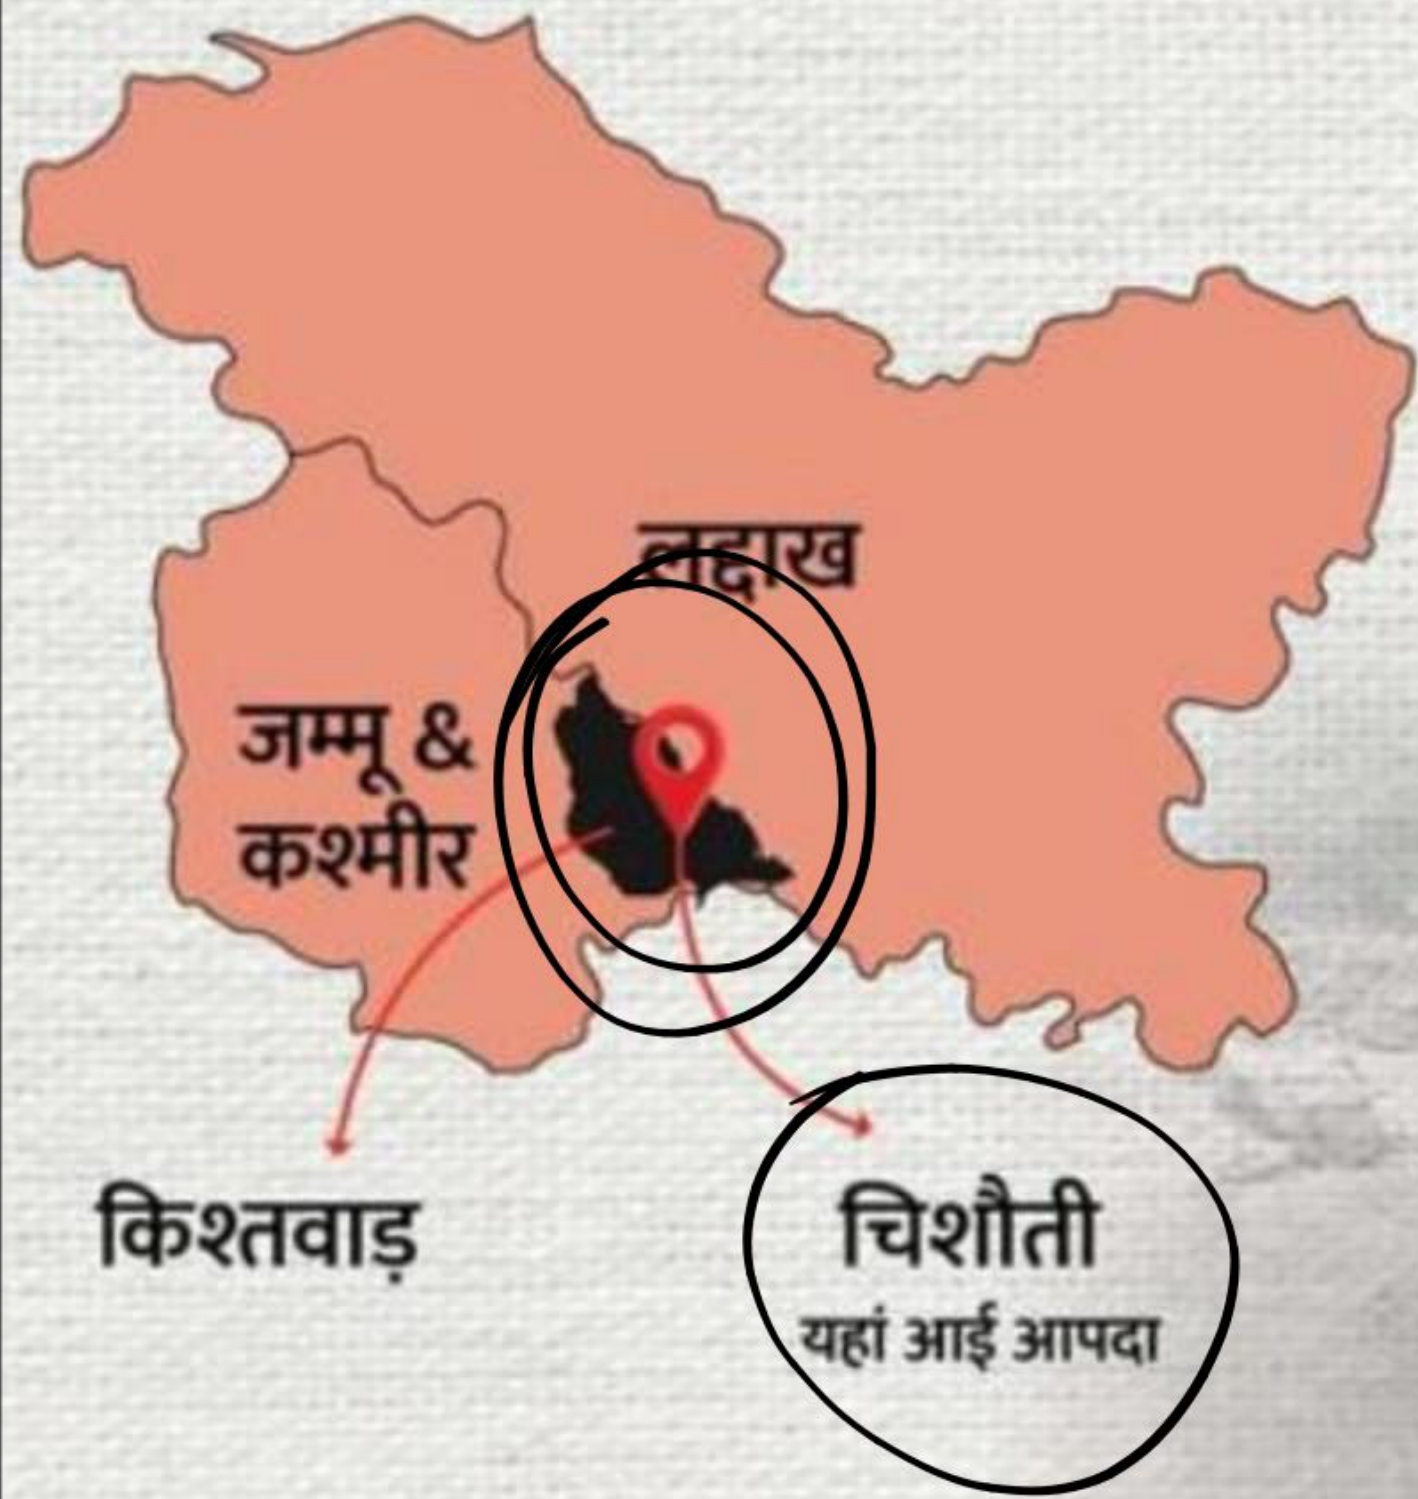 लद्दाख
जम्मू &
कश्मीर
किश्तवाड़
चिशौती
यहां आई आपदा